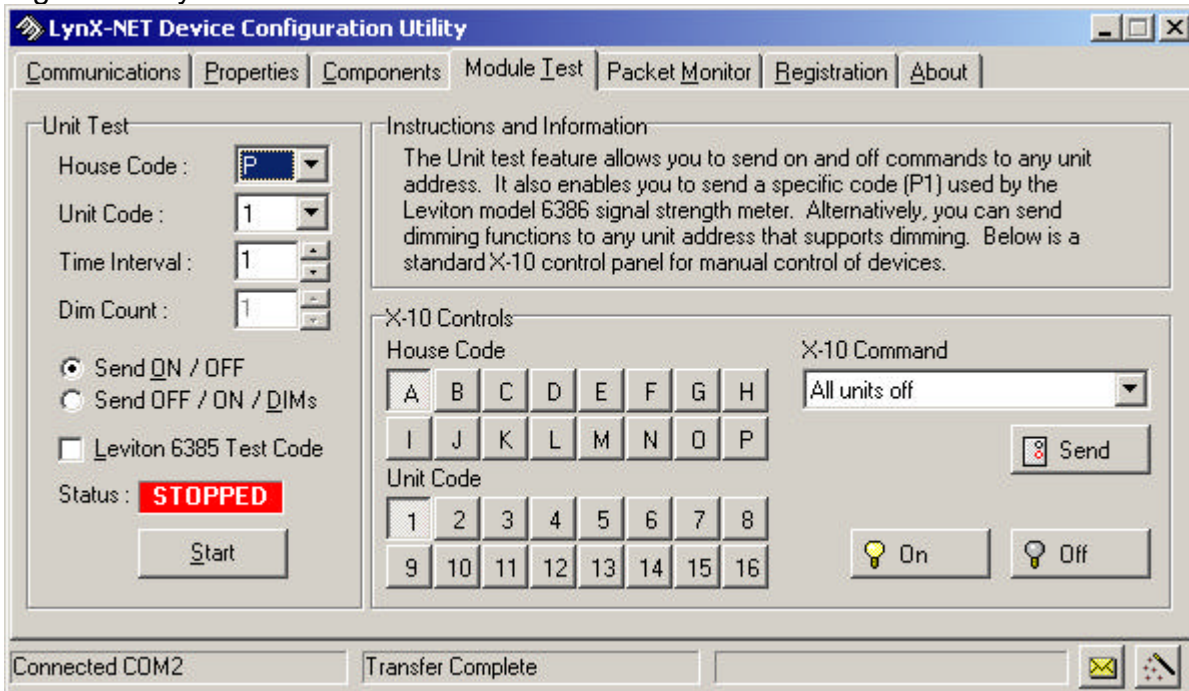 LynX-NET Device Configuration Utility
Communications Properties Components Module Test Packet Monitor Registration About
Unit Test
House Code : P
Unit Code : 1
Time Interval : 1
Dim Count : 1
Send ON / OFF
Send OFF / ON / DIMs
Leviton 6385 Test Code
Status : STOPPED
Start
Instructions and Information
The Unit test feature allows you to send on and off commands to any unit
address. It also enables you to send a specific code (P1) used by the
Leviton model 6386 signal strength meter. Alternatively, you can send
dimming functions to any unit address that supports dimming. Below is a
standard X-10 control panel for manual control of devices.
X-10 Controls
House Code
A B C D E F G H
I J K L M N O P
Unit Code
1 2 3 4 5 6 7 8
9 10 11 12 13 14 15 16
X-10 Command
All units off
Send
On Off
Connected COM2 Transfer Complete